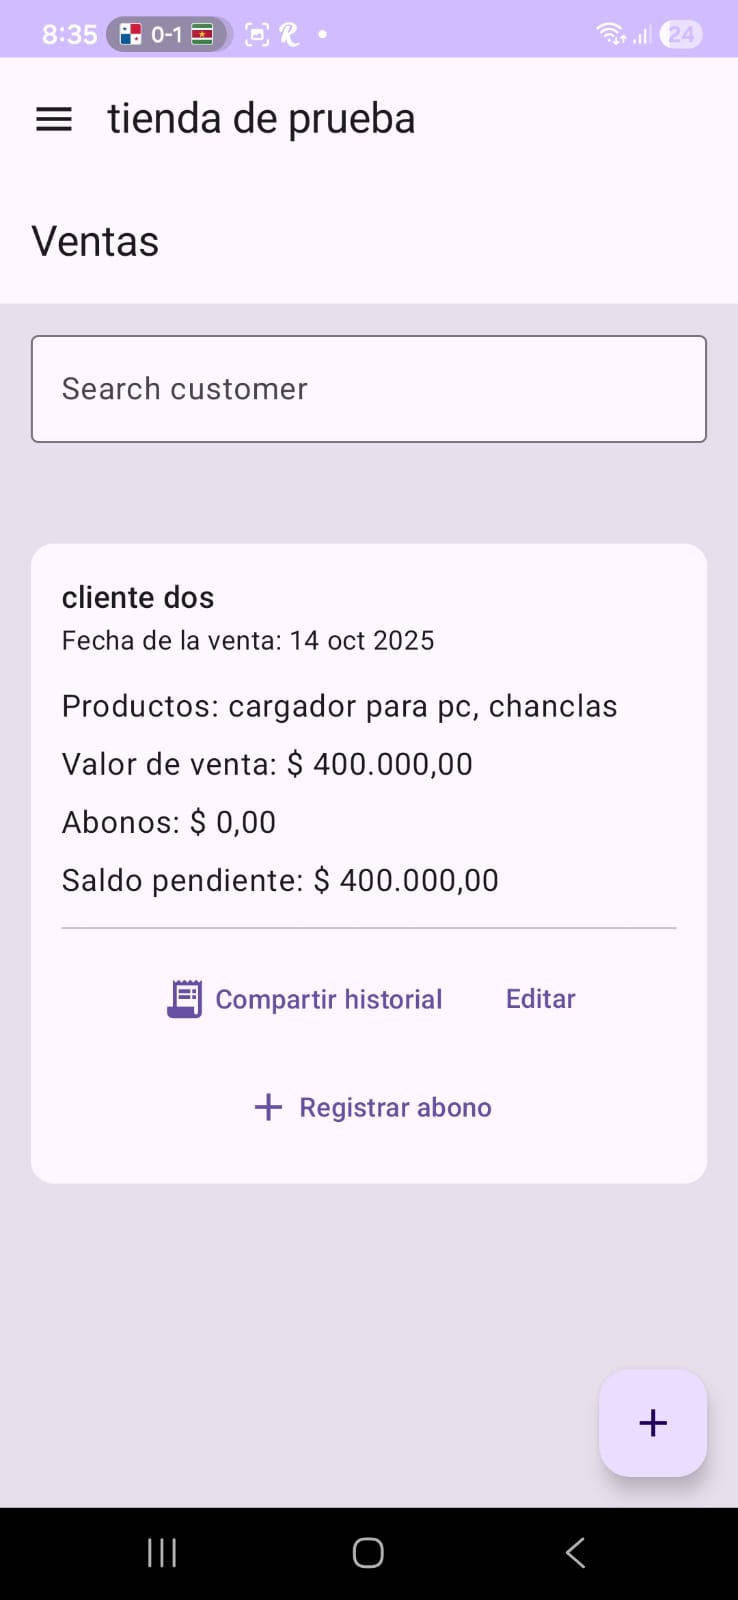 8:35 0-1 24
tienda de prueba
Ventas
Search customer
cliente dos
Fecha de la venta: 14 oct 2025
Productos: cargador para pc, chanclas
Valor de venta: $ 400.000,00
Abonos: $ 0,00
Saldo pendiente: $ 400.000,00
Compartir historial Editar
+ Registrar abono
+